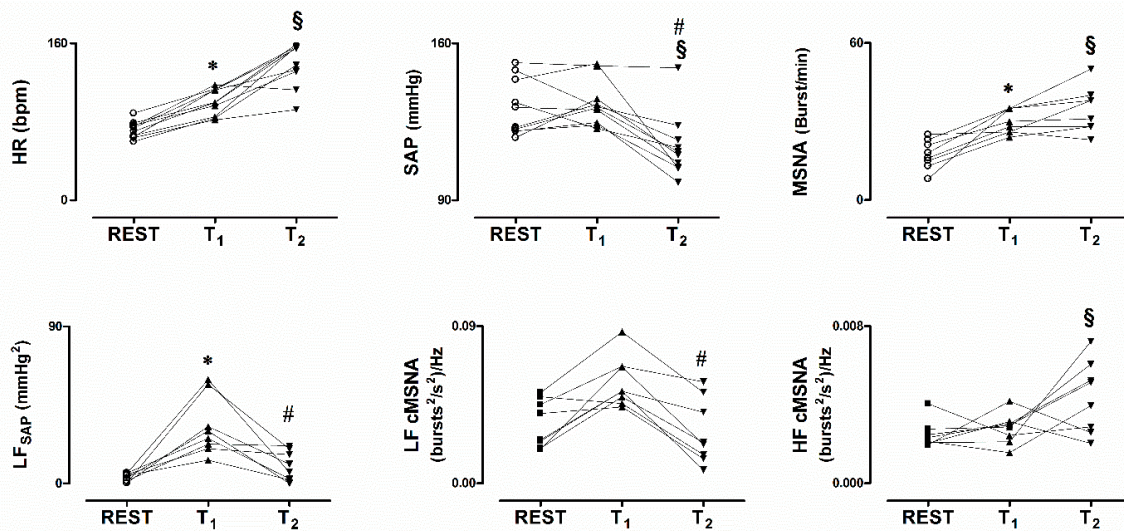 HR (bpm)
160
0
*
§
REST T₁ T₂
SAP (mmHg)
160
90
#
§
REST T₁ T₂
MSNA (Burst/min)
60
0
*
§
REST T₁ T₂
LF_SAP (mmHg²)
90
0
*
#
REST T₁ T₂
LF cMSNA
(bursts²/s²)/Hz
0.09
0.00
#
REST T₁ T₂
HF cMSNA
(bursts²/s²)/Hz
0.008
0.000
§
REST T₁ T₂